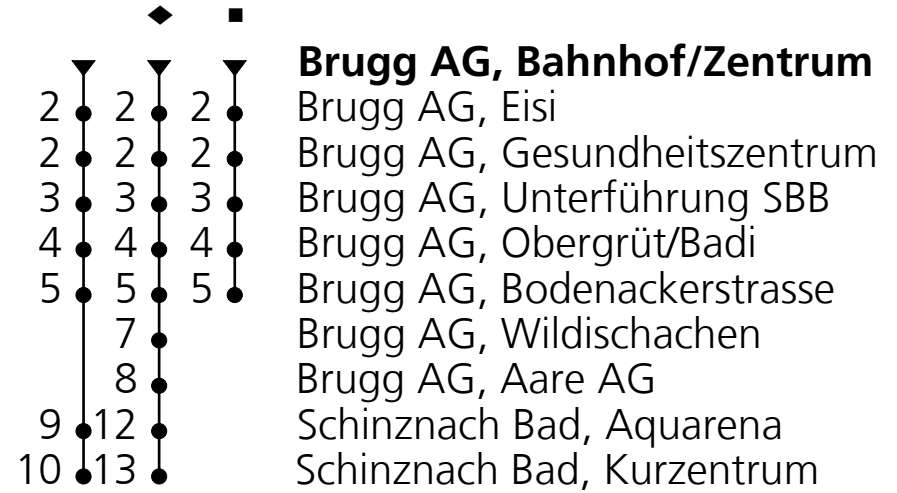 Brugg AG, Bahnhof/Zentrum
2 2 2 Brugg AG, Eisi
2 2 2 Brugg AG, Gesundheitszentrum
3 3 3 Brugg AG, Unterführung SBB
4 4 4 Brugg AG, Obergrüt/Badi
5 5 5 Brugg AG, Bodenackerstrasse
7 Brugg AG, Wildischachen
8 Brugg AG, Aare AG
9 12 Schinznach Bad, Aquarena
10 13 Schinznach Bad, Kurzentrum